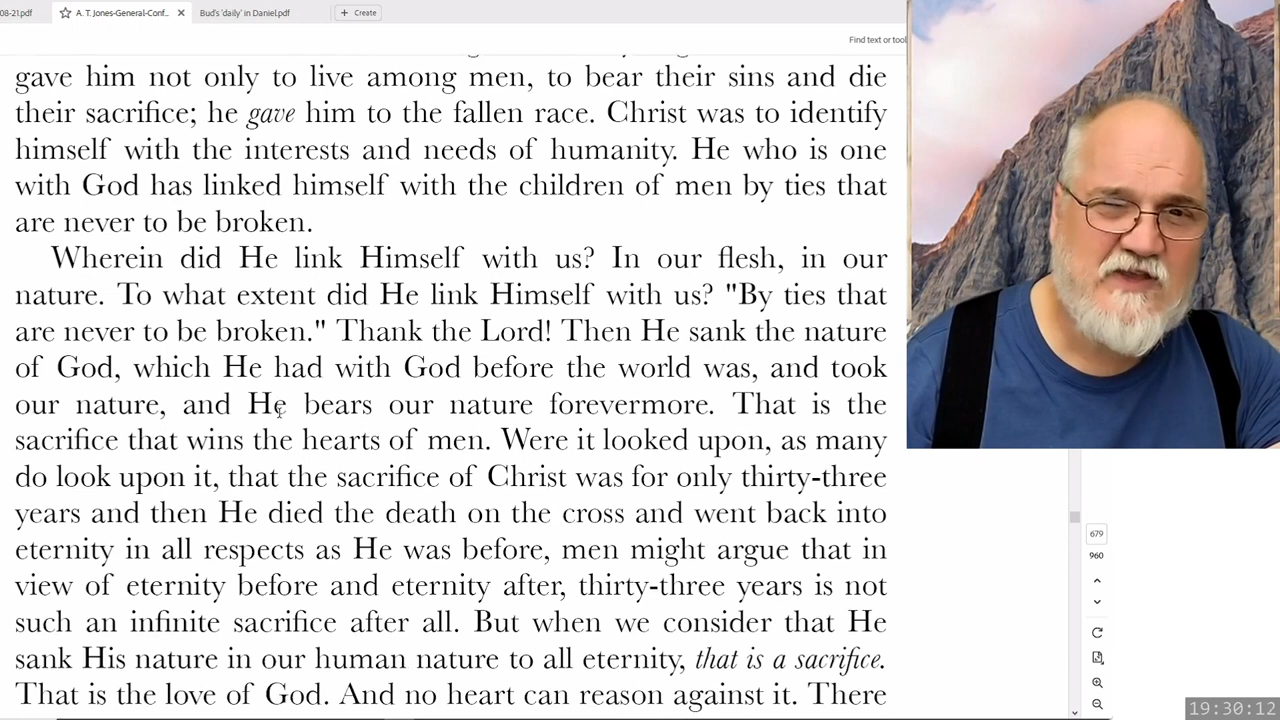 08-21.pdf
A. T. Jones-General-Conf...
Bud's 'daily' in Daniel.pdf
+ Create
Find text or tool
gave him not only to live among men, to bear their sins and die
their sacrifice; he gave him to the fallen race. Christ was to identify
himself with the interests and needs of humanity. He who is one
with God has linked himself with the children of men by ties that
are never to be broken.
Wherein did He link Himself with us? In our flesh, in our
nature. To what extent did He link Himself with us? "By ties that
are never to be broken." Thank the Lord! Then He sank the nature
of God, which He had with God before the world was, and took
our nature, and He bears our nature forevermore. That is the
sacrifice that wins the hearts of men. Were it looked upon, as many
do look upon it, that the sacrifice of Christ was for only thirty-three
years and then He died the death on the cross and went back into
eternity in all respects as He was before, men might argue that in
view of eternity before and eternity after, thirty-three years is not
such an infinite sacrifice after all. But when we consider that He
sank His nature in our human nature to all eternity, that is a sacrifice.
That is the love of God. And no heart can reason against it. There
679
960
19:30:12